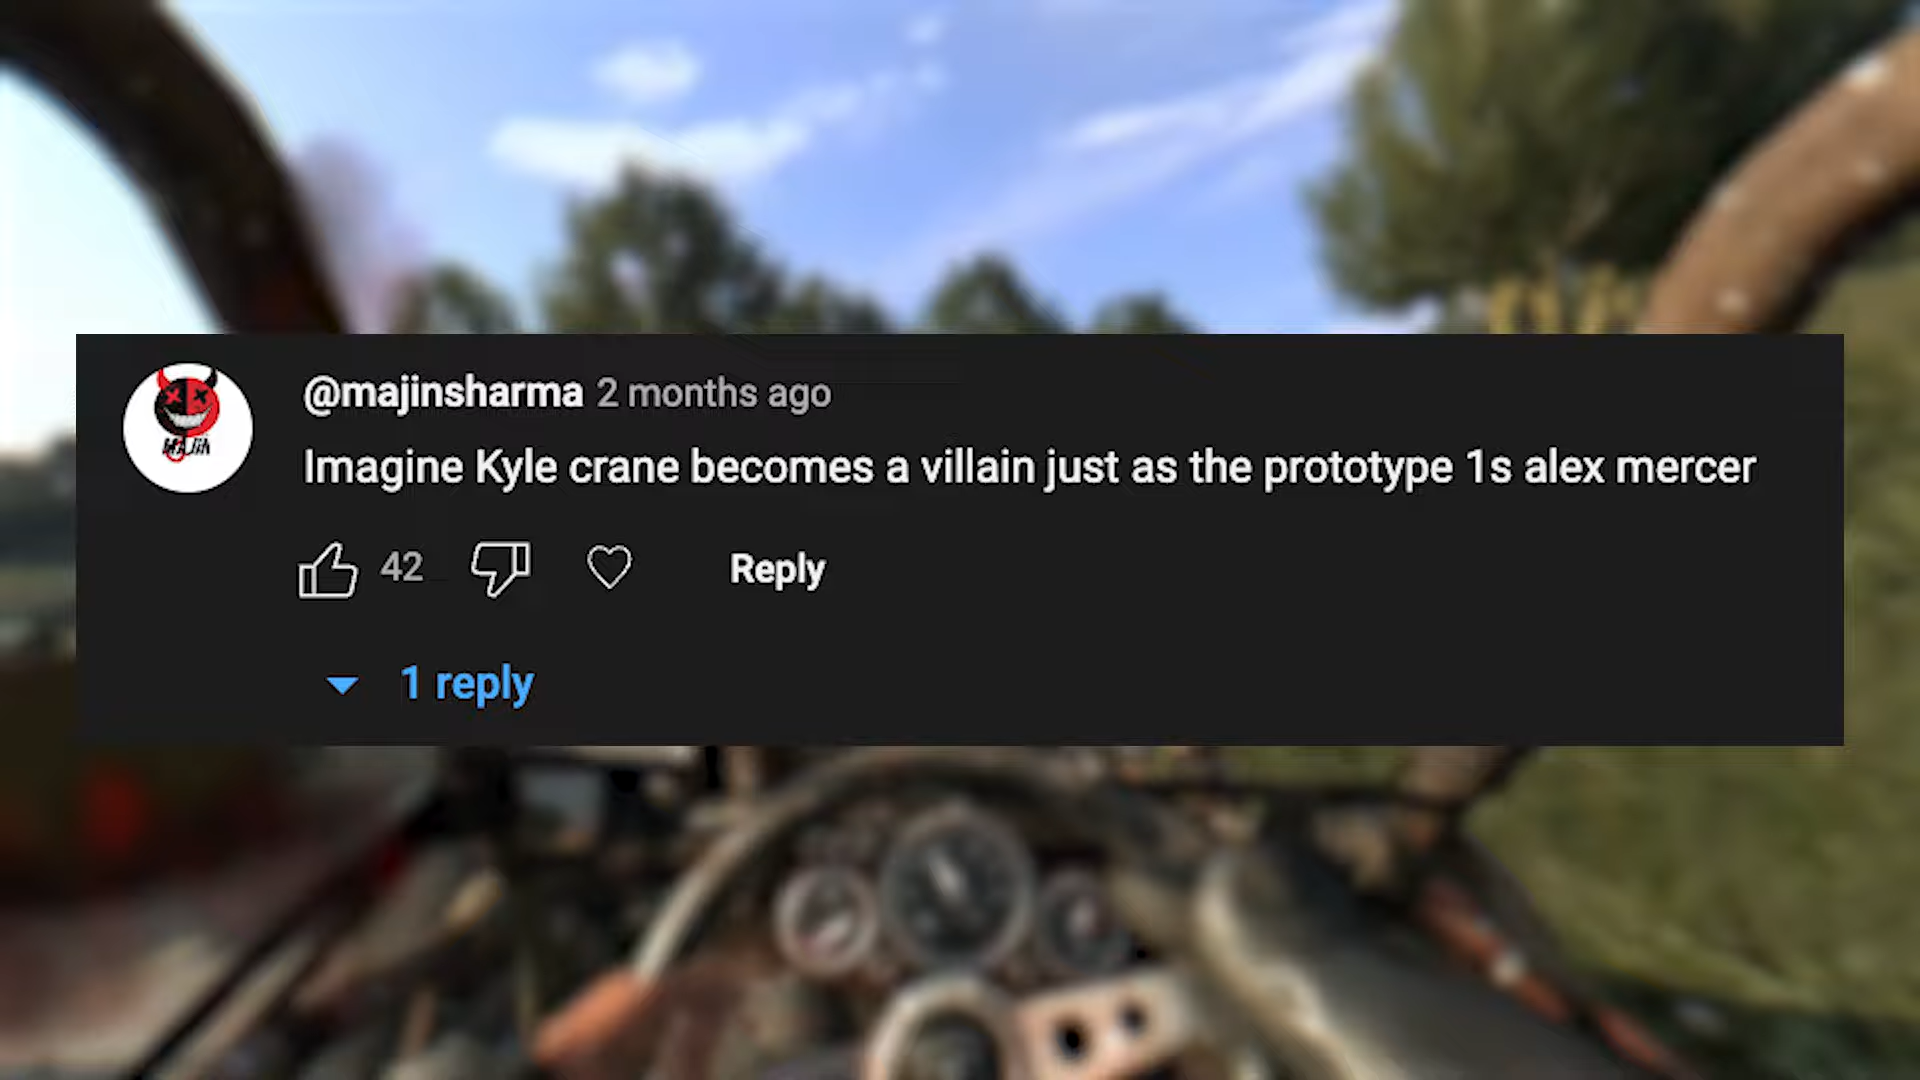 @majinsharma 2 months ago
Imagine Kyle crane becomes a villain just as the prototype 1s alex mercer
42 Reply
1 reply